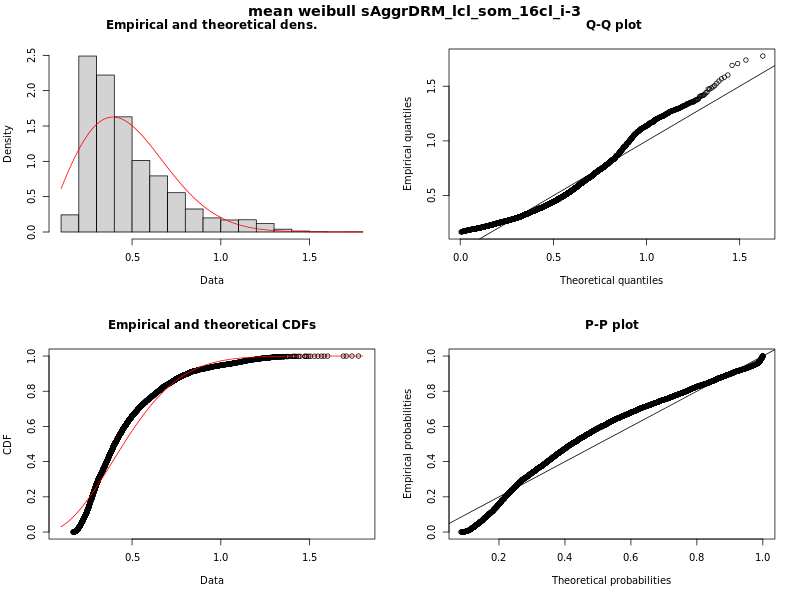 mean weibull sAggrDRM_lcl_som_16cl_i-3
Empirical and theoretical dens.
Density
0.0 0.5 1.0 1.5 2.0 2.5
0.5 1.0 1.5
Data
Q-Q plot
Empirical quantiles
0.5 1.0 1.5
0.0 0.5 1.0 1.5
Theoretical quantiles
Empirical and theoretical CDFs
CDF
0.0 0.2 0.4 0.6 0.8 1.0
0.5 1.0 1.5
Data
P-P plot
Empirical probabilities
0.0 0.2 0.4 0.6 0.8 1.0
0.2 0.4 0.6 0.8 1.0
Theoretical probabilities